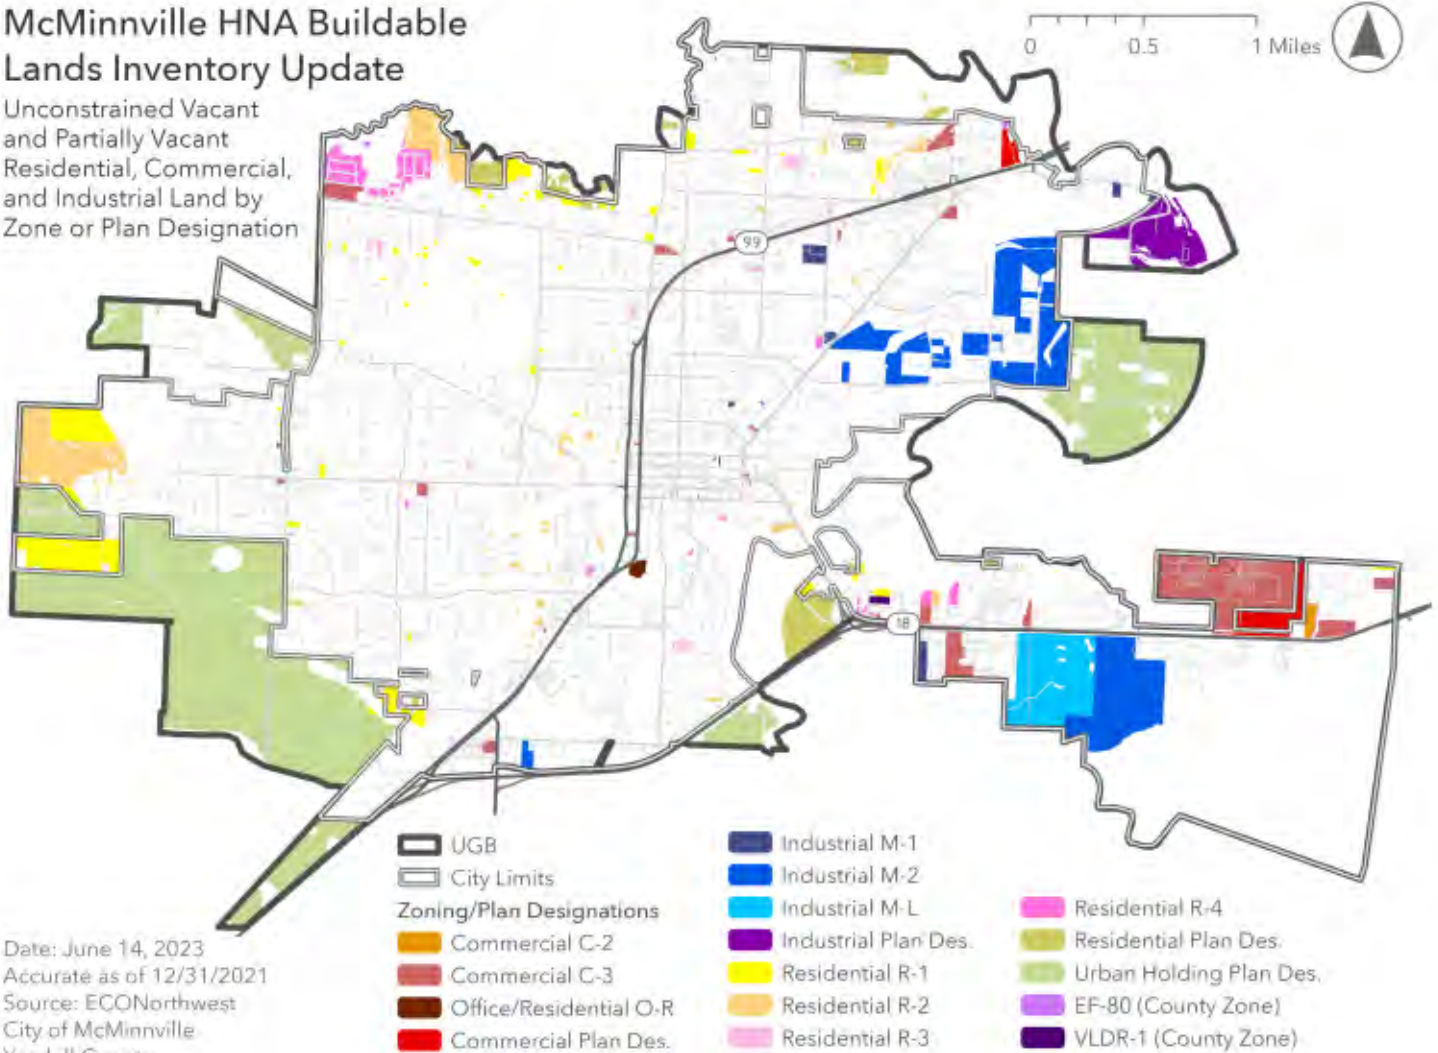 McMinnville HNA Buildable
Lands Inventory Update
Unconstrained Vacant
and Partially Vacant
Residential, Commercial,
and Industrial Land by
Zone or Plan Designation
0 0.5 1 Miles
99
18
UGB
City Limits
Zoning/Plan Designations
Commercial C-2
Commercial C-3
Office/Residential O-R
Commercial Plan Des.
Industrial M-1
Industrial M-2
Industrial M-L
Industrial Plan Des.
Residential R-1
Residential R-2
Residential R-3
Residential R-4
Residential Plan Des.
Urban Holding Plan Des.
EF-80 (County Zone)
VLDR-1 (County Zone)
Date: June 14, 2023
Accurate as of 12/31/2021
Source: ECONorthwest
City of McMinnville